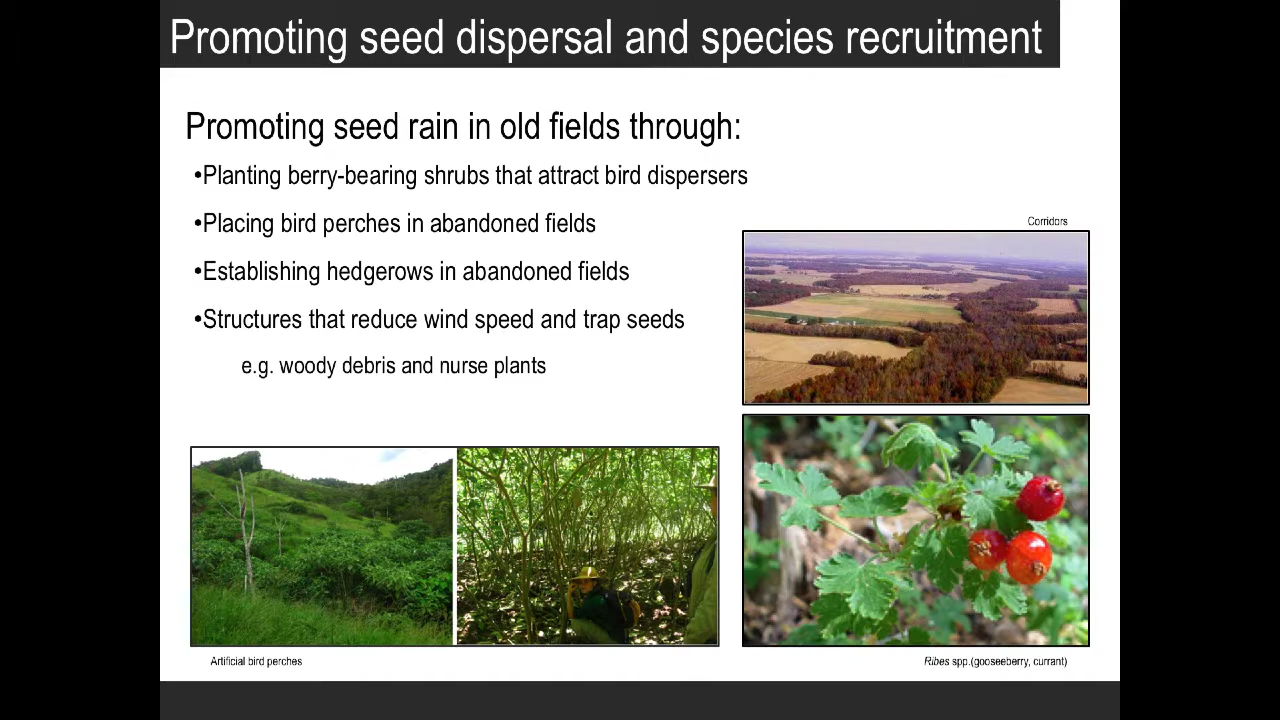 Promoting seed dispersal and species recruitment
Promoting seed rain in old fields through:
•Planting berry-bearing shrubs that attract bird dispersers
•Placing bird perches in abandoned fields
•Establishing hedgerows in abandoned fields
•Structures that reduce wind speed and trap seeds
e.g. woody debris and nurse plants
Corridors
Artificial bird perches
Ribes spp.(gooseeberry, currant)